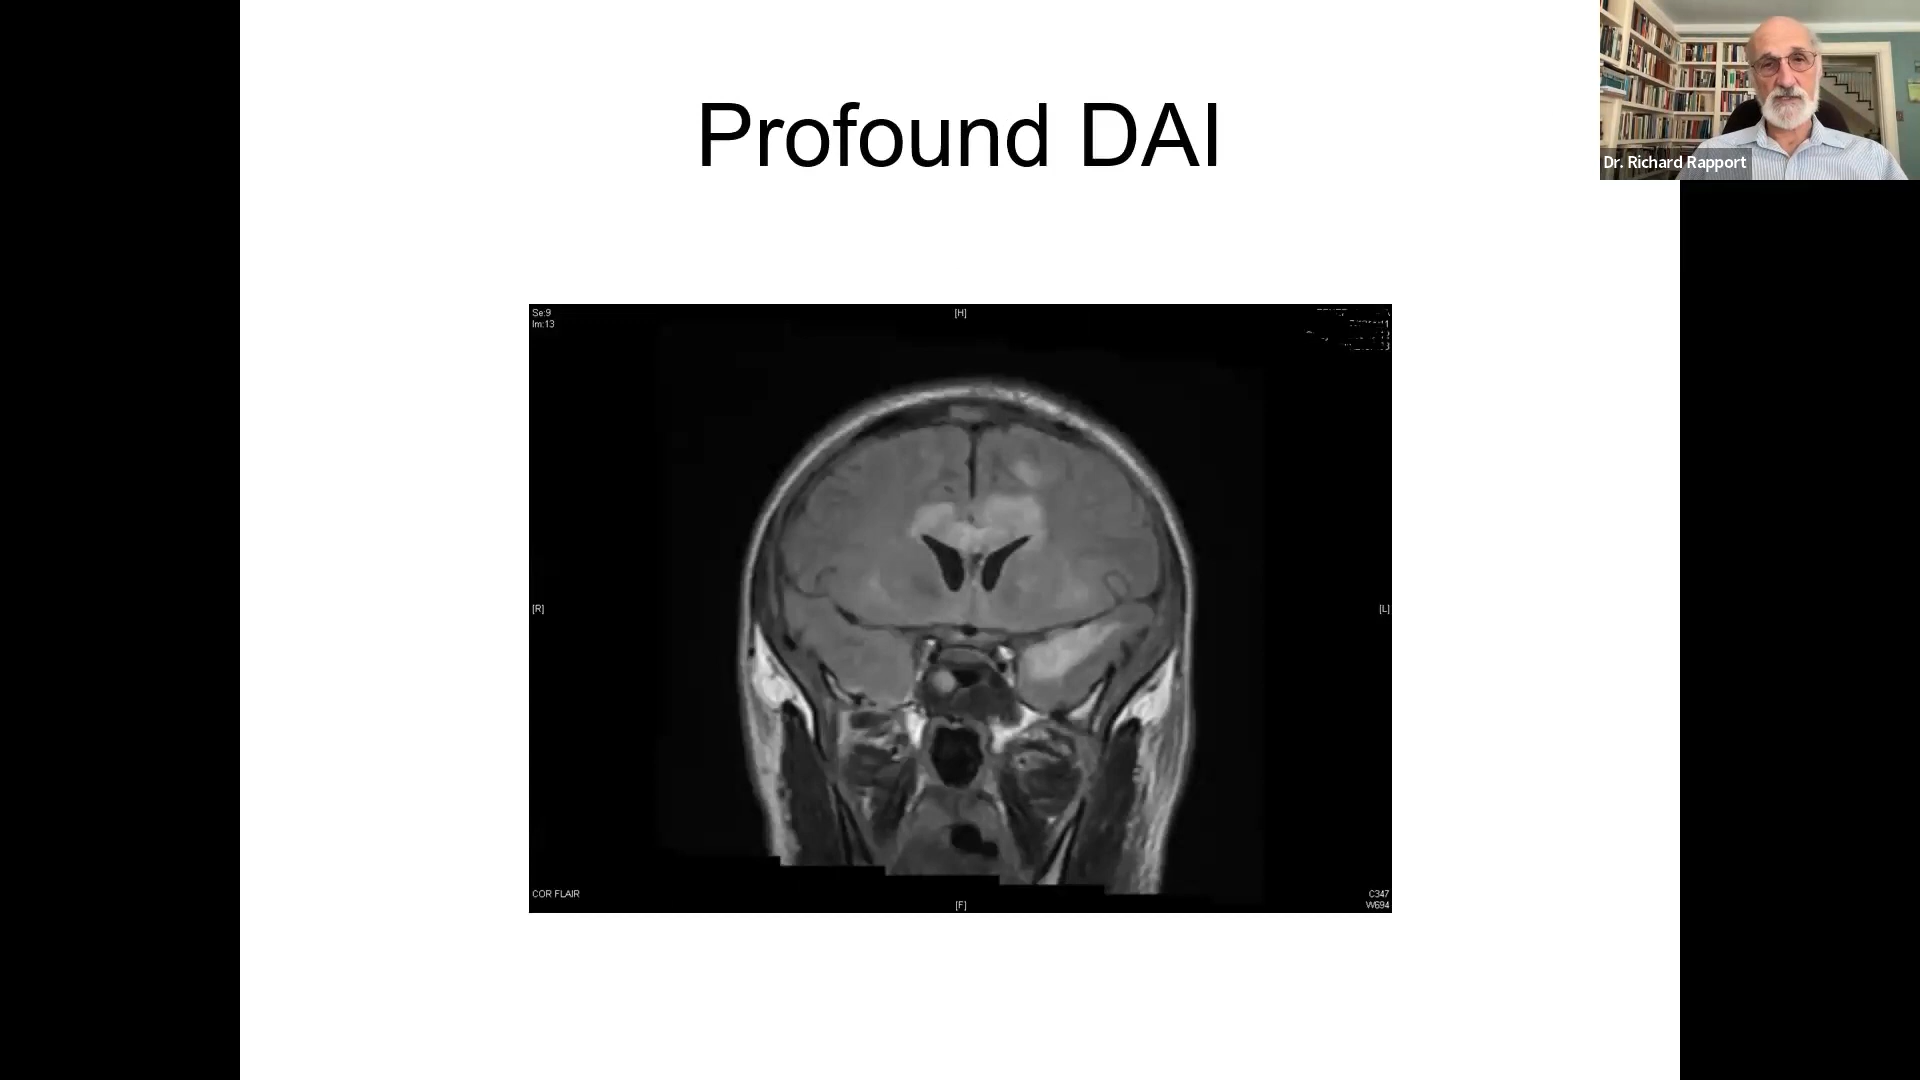 Profound DAI
Dr. Richard Rapport
Se:9
Im:13
[H]
[R]
[L]
COR FLAIR
[F]
C347
W694